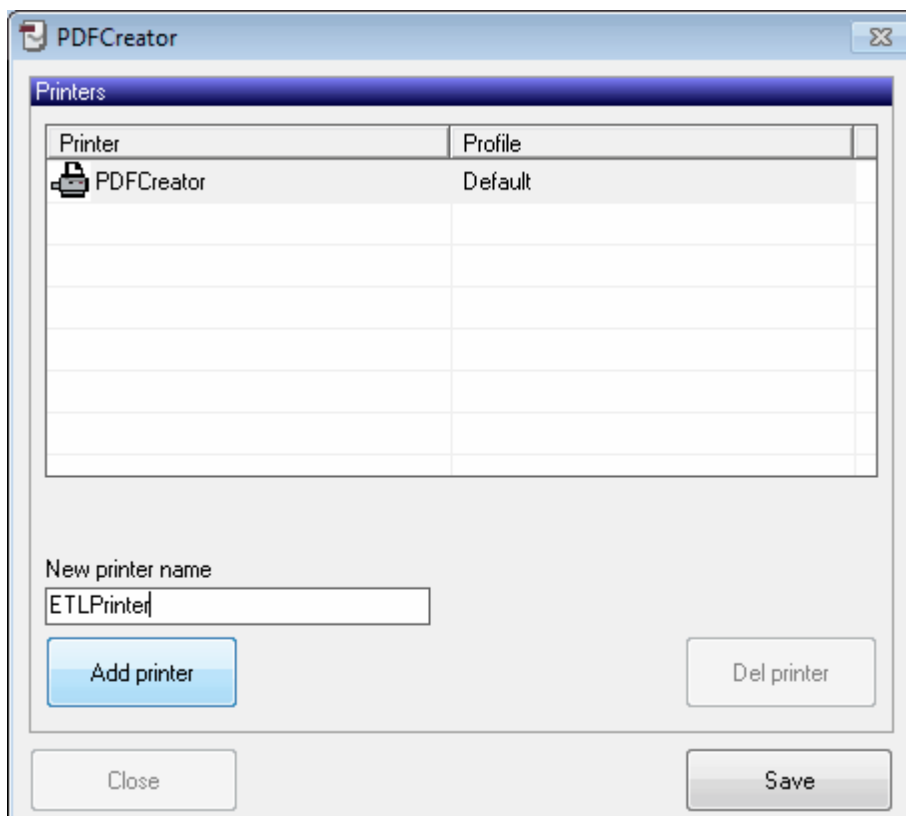 PDFCreator
Printers
Printer Profile
PDFCreator Default
New printer name
ETLPrinter
Add printer Del printer
Close Save